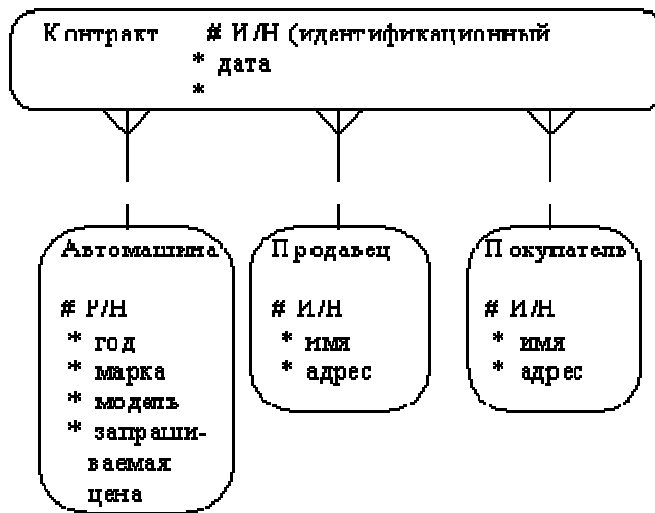 Контракт # И/Н (идентификационный
* дата
*
Автомашина
# Р/Н
* год
* марка
* модель
* запраши-
ваемая
цена
Продавец
# И/Н
* имя
* адрес
Покупатель
# И/Н
* имя
* адрес